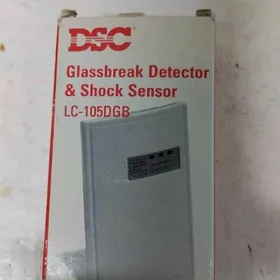 DSC
Glassbreak Detector
& Shock Sensor
LC-105DGB